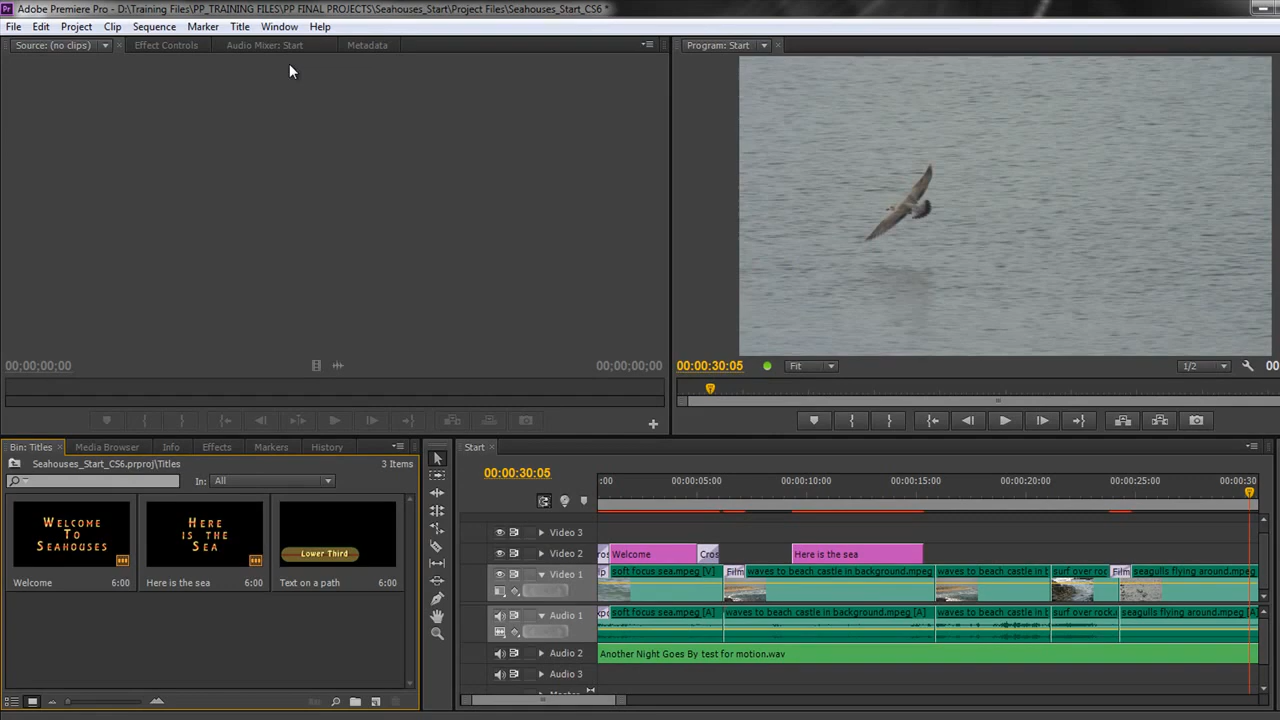 Adobe Premiere Pro - D:\Training Files\PP_TRAINING FILES\PP FINAL PROJECTS\Seahouses_Start\Project Files\Seahouses_Start_CS6 *
File Edit Project Clip Sequence Marker Title Window Help
Source: (no clips) Effect Controls Audio Mixer: Start Metadata Program: Start
00;00;00;00 00;00;00;00 00:00:30:05 Fit 1/2 00
Bin: Titles Media Browser Info Effects Markers History Start
Seahouses_Start_CS6.prproj\Titles 3 Items 00:00:30:05
In: All :00 00:00:05:00 00:00:10:00 00:00:15:00 00:00:20:00 00:00:25:00 00:00:30
WELCOME
TO
SEAHOUSES
HERE
IS THE
SEA
Lower Third
Welcome 6:00 Here is the sea 6:00 Text on a path 6:00
Video 3
Video 2 ros Welcome Cros Here is the sea
Video 1 soft focus sea.mpeg [V] Film waves to beach castle in background.mpeg waves to beach castle in b surf over roc Film seagulls flying around.mpeg
Audio 1 soft focus sea.mpeg [A] waves to beach castle in background.mpeg [A] waves to beach castle in b surf over rock. seagulls flying around.mpeg [A]
Audio 2 Another Night Goes By test for motion.wav
Audio 3